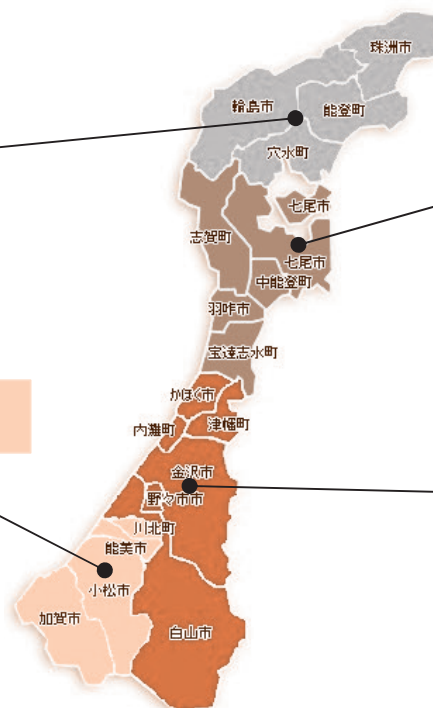 珠洲市
輪島市
能登町
穴水町
七尾市
志賀町
七尾市
中能登町
羽咋市
宝達志水町
かほく市
津幡町
内灘町
金沢市
野々市市
川北町
能美市
小松市
加賀市
白山市